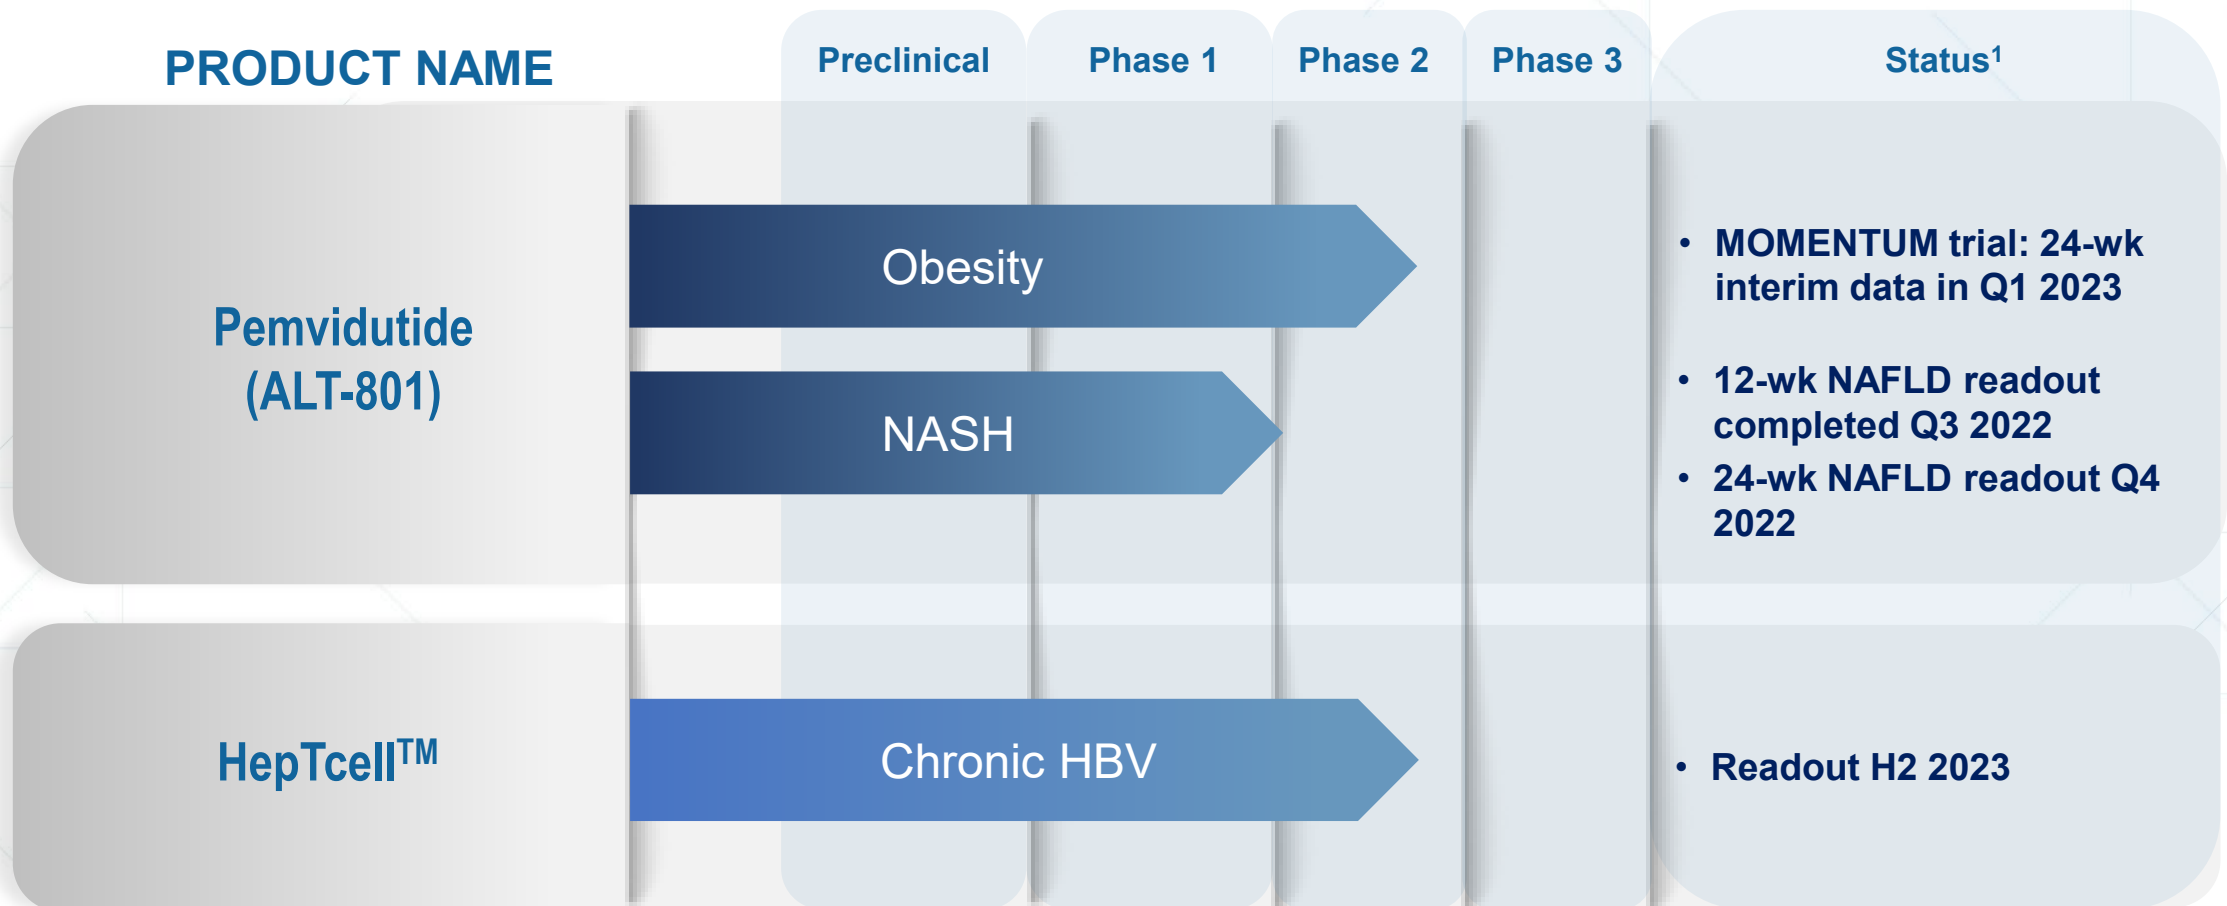 PRODUCT NAME
Preclinical
Phase 1
Phase 2
Phase 3
Status¹
Pemvidutide
(ALT-801)
Obesity
• MOMENTUM trial: 24-wk
interim data in Q1 2023
NASH
• 12-wk NAFLD readout
completed Q3 2022
• 24-wk NAFLD readout Q4
2022
HepTcell™
Chronic HBV
• Readout H2 2023